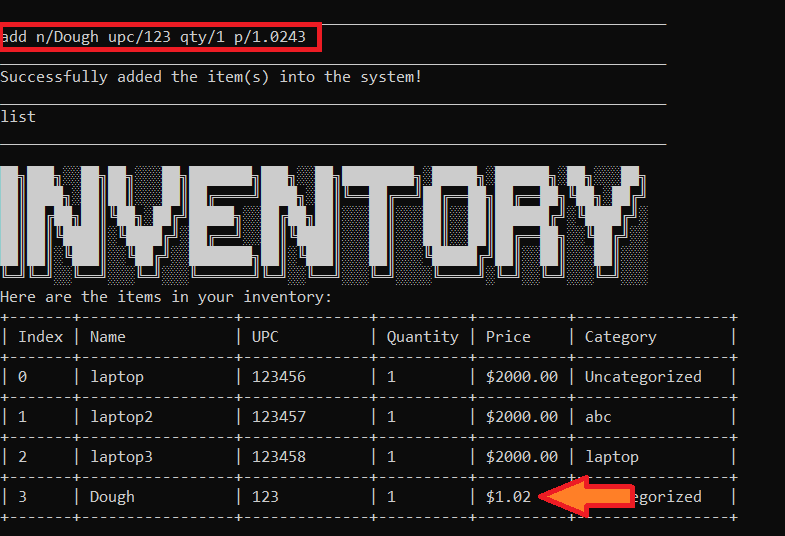 add n/Dough upc/123 qty/1 p/1.0243
Successfully added the item(s) into the system!
list
INVENTORY
Here are the items in your inventory:
| Index | Name | UPC | Quantity | Price | Category |
| 0 | laptop | 123456 | 1 | $2000.00 | Uncategorized |
| 1 | laptop2 | 123457 | 1 | $2000.00 | abc |
| 2 | laptop3 | 123458 | 1 | $2000.00 | laptop |
| 3 | Dough | 123 | 1 | $1.02 | egorized |